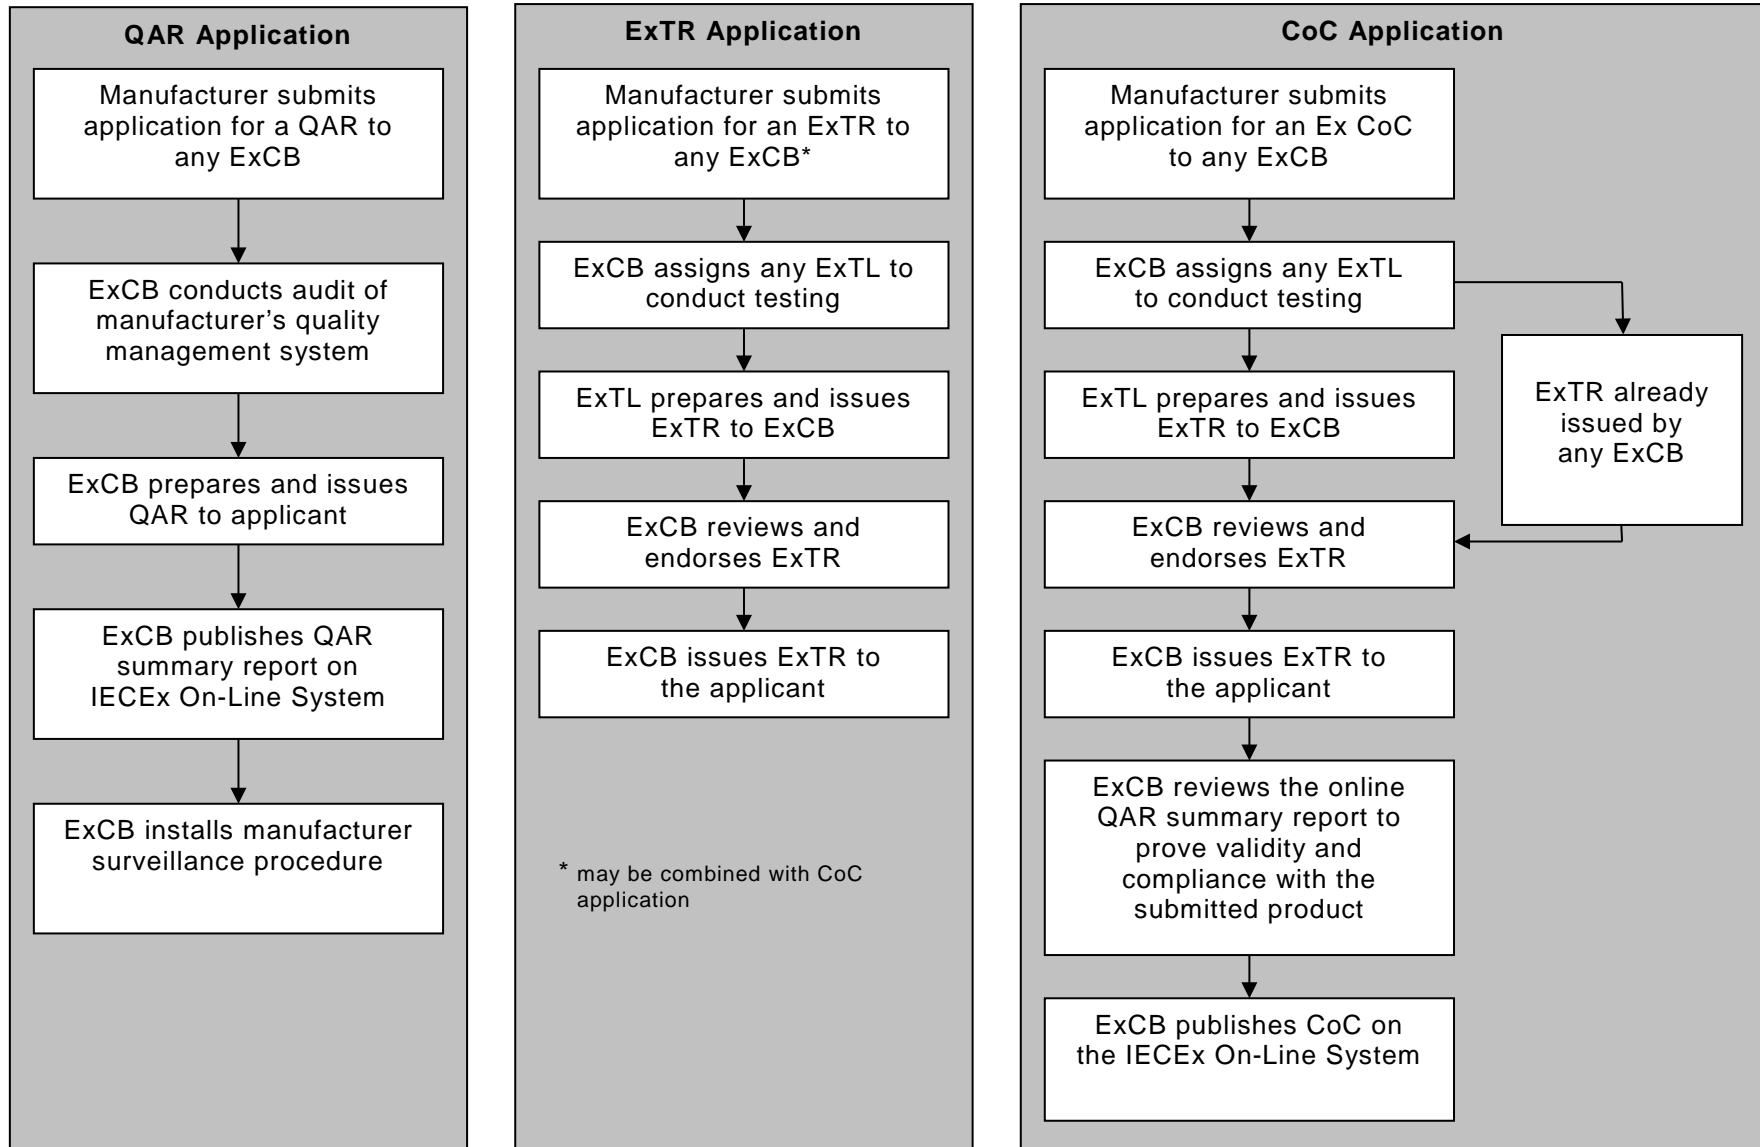 QAR Application
Manufacturer submits
application for a QAR to
any ExCB
ExCB conducts audit of
manufacturer's quality
management system
ExCB prepares and issues
QAR to applicant
ExCB publishes QAR
summary report on
IECEx On-Line System
ExCB installs manufacturer
surveillance procedure
ExTR Application
Manufacturer submits
application for an ExTR to
any ExCB*
ExCB assigns any ExTL to
conduct testing
ExTL prepares and issues
ExTR to ExCB
ExCB reviews and
endorses ExTR
ExCB issues ExTR to
the applicant
* may be combined with CoC
application
CoC Application
Manufacturer submits
application for an Ex CoC
to any ExCB
ExCB assigns any ExTL
to conduct testing
ExTL prepares and issues
ExTR to ExCB
ExTR already
issued by
any ExCB
ExCB reviews and
endorses ExTR
ExCB issues ExTR to
the applicant
ExCB reviews the online
QAR summary report to
prove validity and
compliance with the
submitted product
ExCB publishes CoC on
the IECEx On-Line System